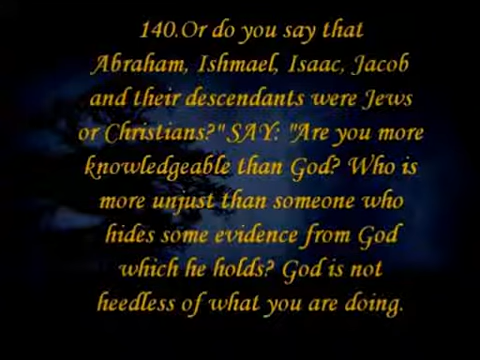 140.Or do you say that
Abraham, Ishmael, Isaac, Jacob
and their descendants were Jews
or Christians?" SAY: "Are you more
knowledgeable than God? Who is
more unjust than someone who
hides some evidence from God
which he holds? God is not
heedless of what you are doing.